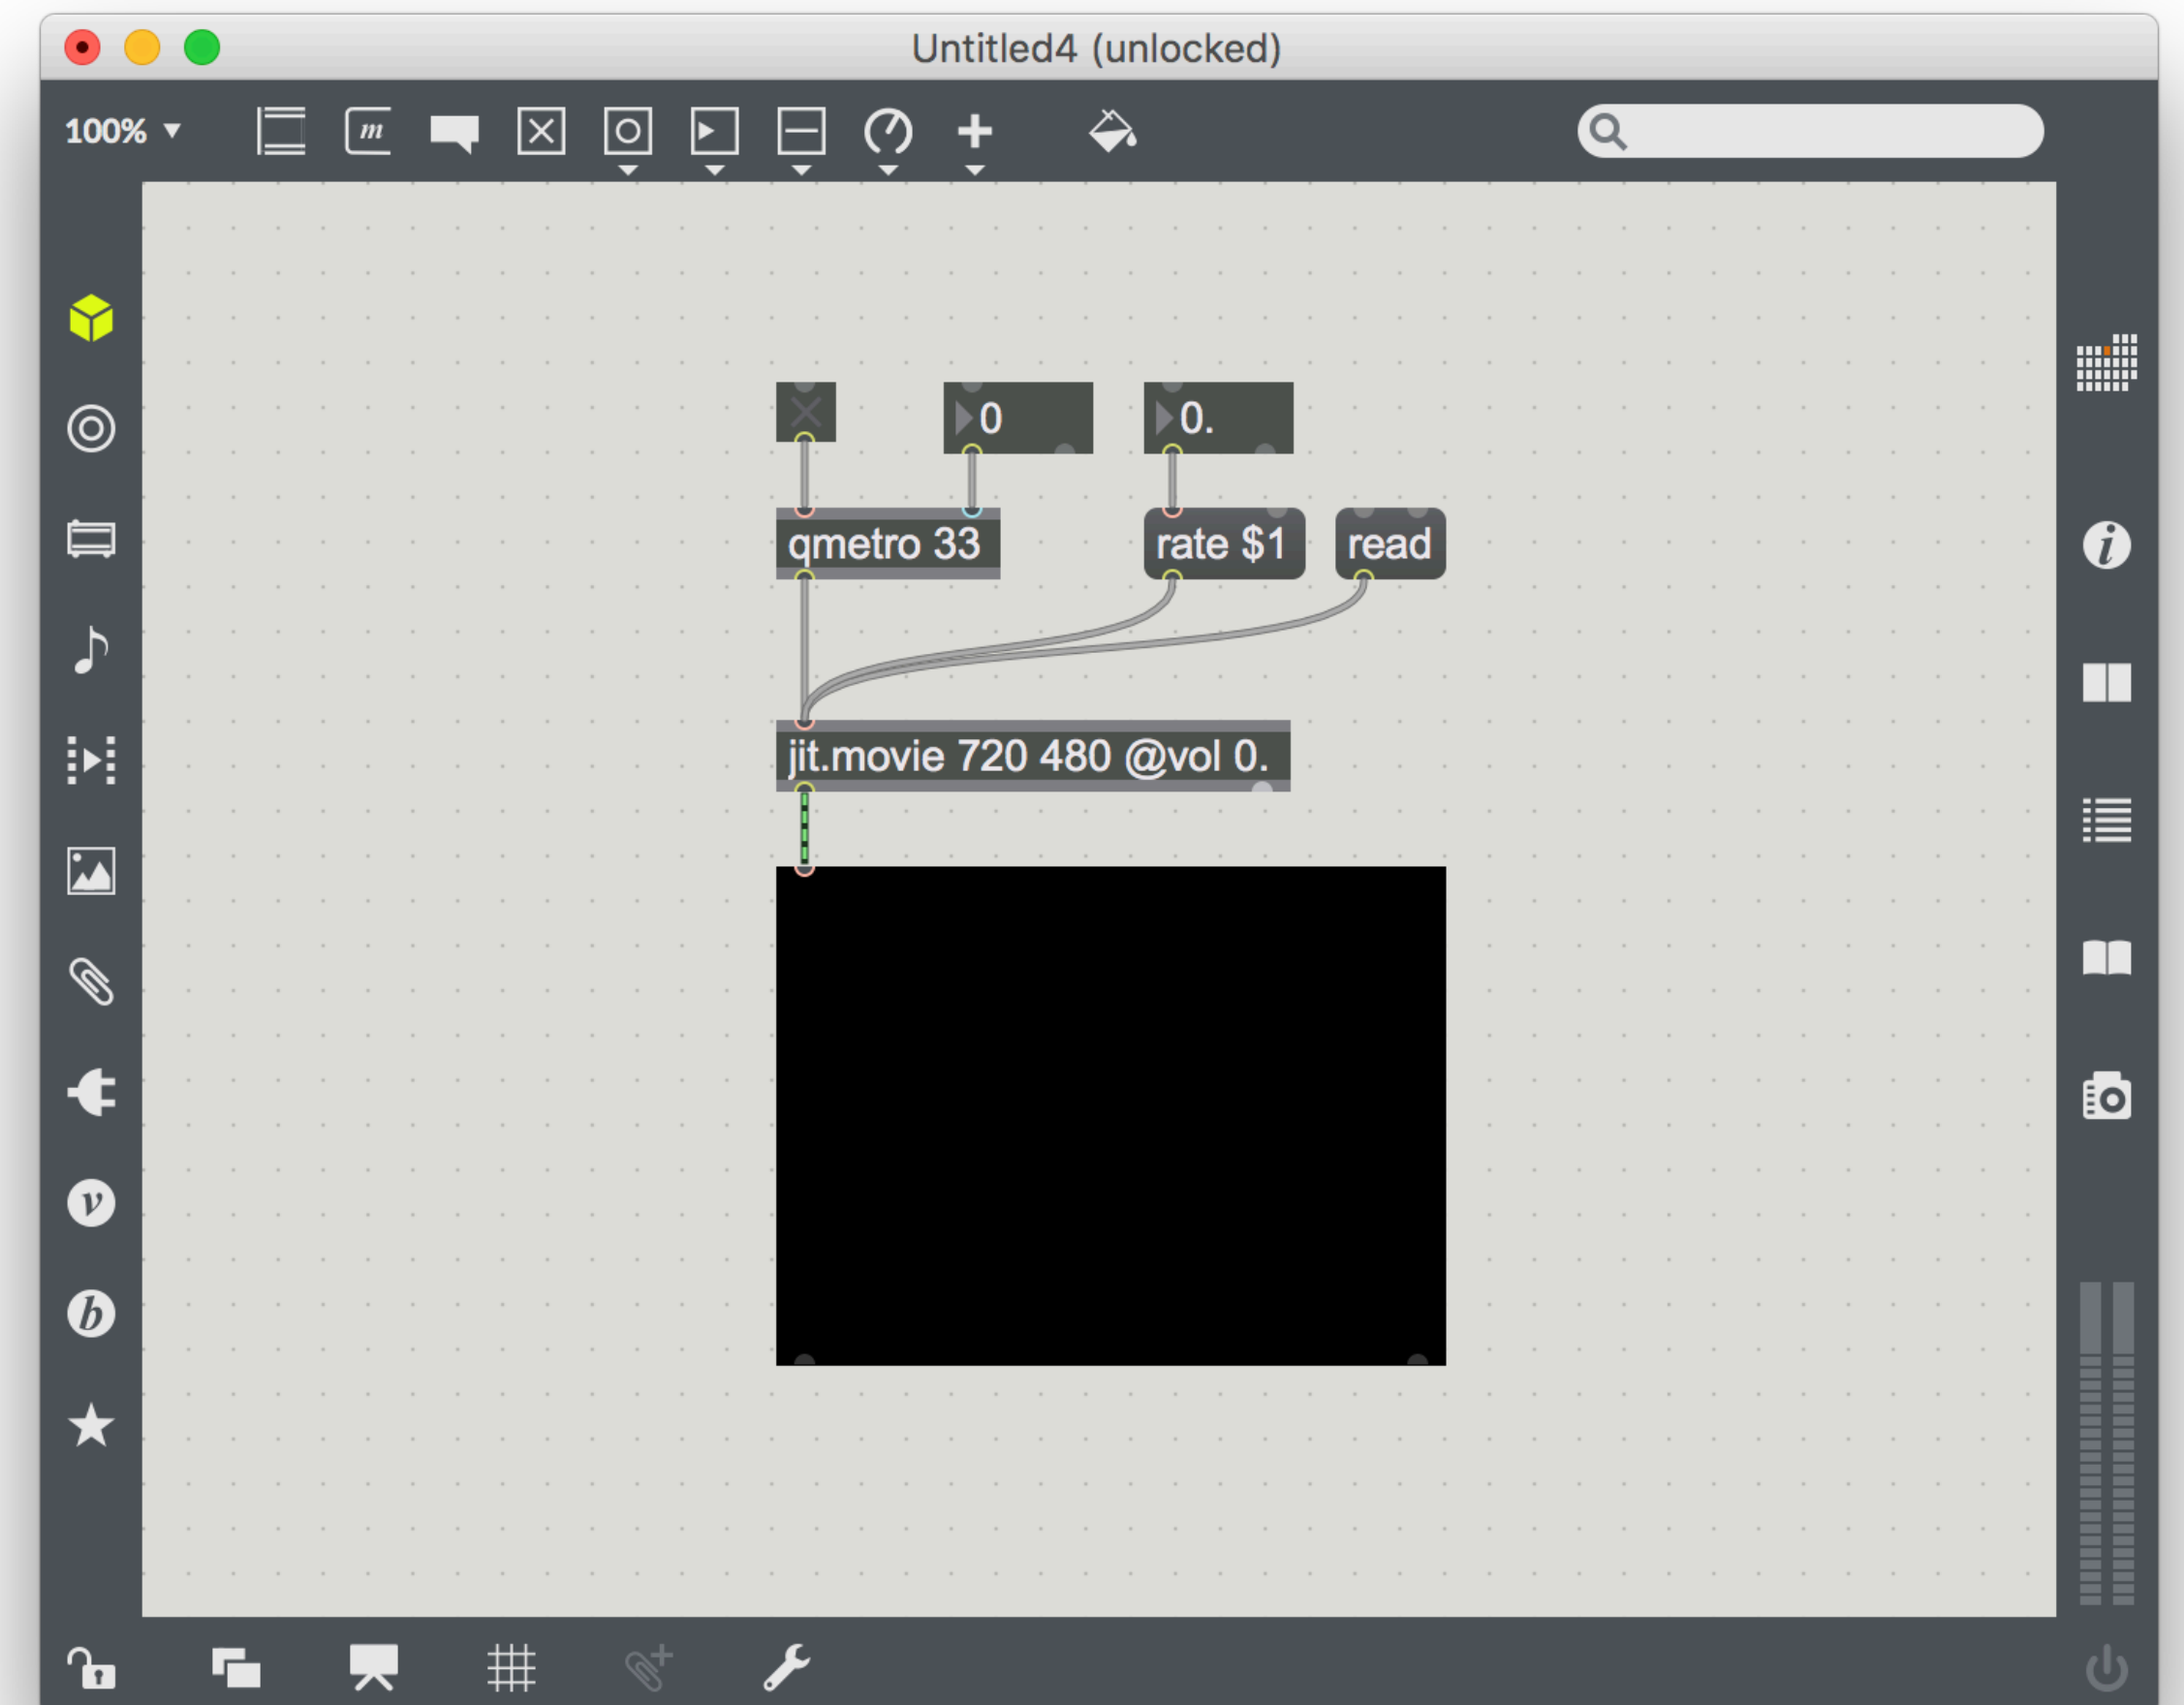 Untitled4 (unlocked)
100%
m
0
0.
qmetro 33
rate $1
read
jit.movie 720 480 @vol 0.
i
v
b